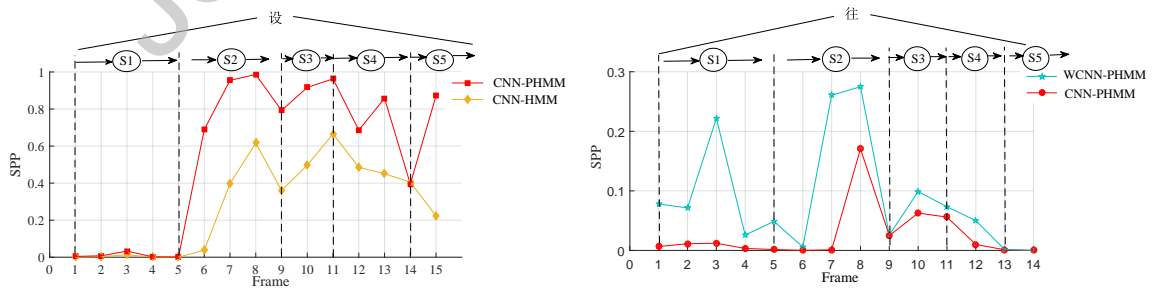 设
S1 S2 S3 S4 S5
1
0.8
0.6
0.4
0.2
0
SPP
CNN-PHMM
CNN-HMM
0 1 2 3 4 5 6 7 8 9 10 11 12 13 14 15
Frame
往
S1 S2 S3 S4 S5
0.3
0.2
0.1
0
SPP
WCNN-PHMM
CNN-PHMM
0 1 2 3 4 5 6 7 8 9 10 11 12 13 14
Frame